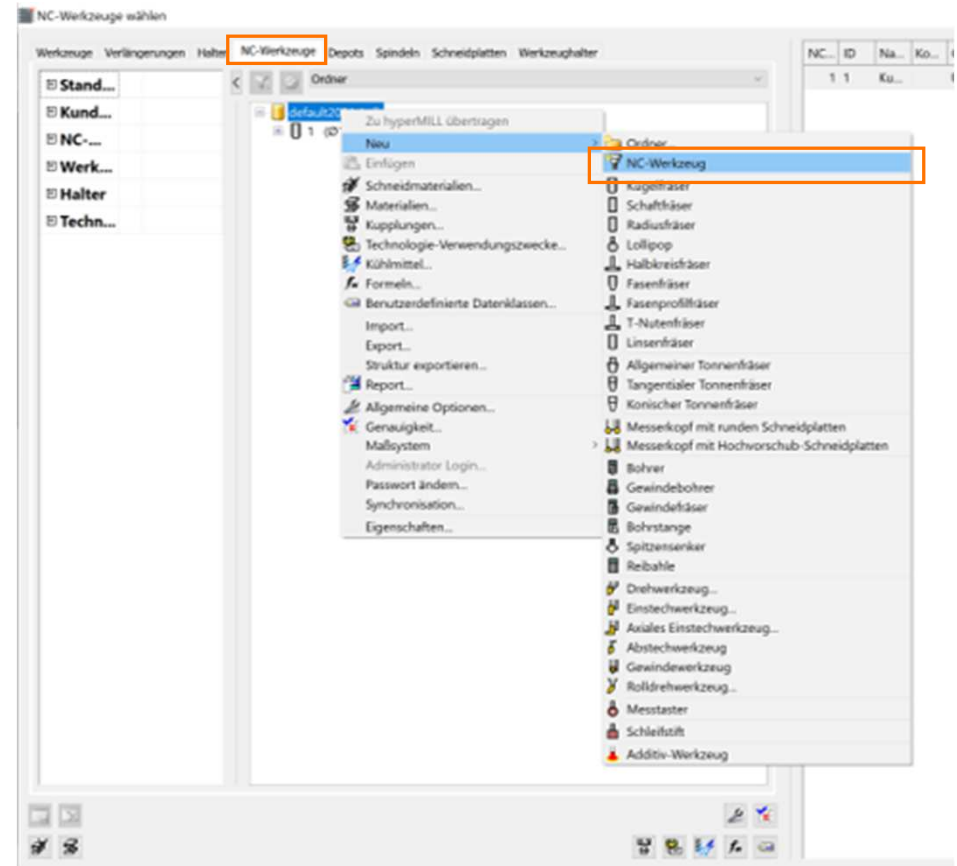 NC-Werkzeuge wählen
Werkzeuge Verlängerungen Halter NC-Werkzeuge Depots Spindeln Schneidplatten Werkzeughalter
NC... ID Na... Ko...
1 1 Ku...
Ordner
Stand...
Kund...
NC-...
Werk...
Halter
Techn...
1
Zu hyperMILL übertragen
Neu
Einfügen
Schneidmaterialien...
Materialien...
Kupplungen...
Technologie-Verwendungszwecke...
Kühlmittel...
Formeln...
Benutzerdefinierte Datenklassen...
Import...
Export...
Struktur exportieren...
Report...
Allgemeine Optionen...
Genauigkeit...
Maßsystem
Administrator Login...
Passwort ändern...
Synchronisation...
Eigenschaften...
Ordner...
NC-Werkzeug
Kugelfräser
Schaftfräser
Radiusfräser
Lollipop
Halbkreisfräser
Fasenfräser
Fasenprofilfräser
T-Nutenfräser
Linsenfräser
Allgemeiner Tonnenfräser
Tangentialer Tonnenfräser
Konischer Tonnenfräser
Messerkopf mit runden Schneidplatten
Messerkopf mit Hochvorschub-Schneidplatten
Bohrer
Gewindebohrer
Gewindefräser
Bohrstange
Spitzensenker
Reibahle
Drehwerkzeug...
Einstechwerkzeug...
Axiales Einstechwerkzeug...
Abstechwerkzeug
Gewindewerkzeug
Rolldrehwerkzeug...
Messtaster
Schleifstift
Additiv-Werkzeug